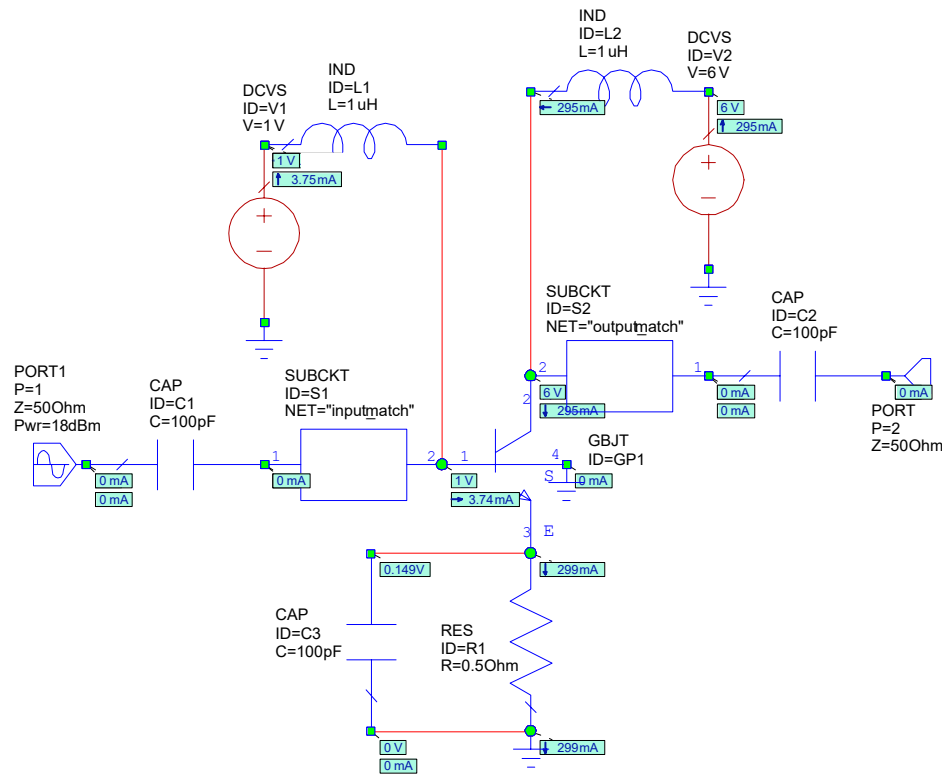 IND
ID=L2
L=1 uH
DCVS
ID=V2
V=6 V
IND
ID=L1
L=1 uH
DCVS
ID=V1
V=1 V
295mA
6 V
295mA
1 V
3.75mA
SUBCKT
ID=S2
NET="output_match"
CAP
ID=C2
C=100pF
PORT1
P=1
Z=50Ohm
Pwr=18dBm
CAP
ID=C1
C=100pF
SUBCKT
ID=S1
NET="input_match"
2
1
6 V
295mA
2
0 mA
0 mA
0 mA
0 mA
PORT
P=2
Z=50Ohm
GBJT
ID=GP1
1
2
1
4
0 mA
0 mA
0 mA
1 V
3.74mA
S
0 mA
3
E
0.149V
299mA
CAP
ID=C3
C=100pF
RES
ID=R1
R=0.5Ohm
0 V
0 mA
299mA